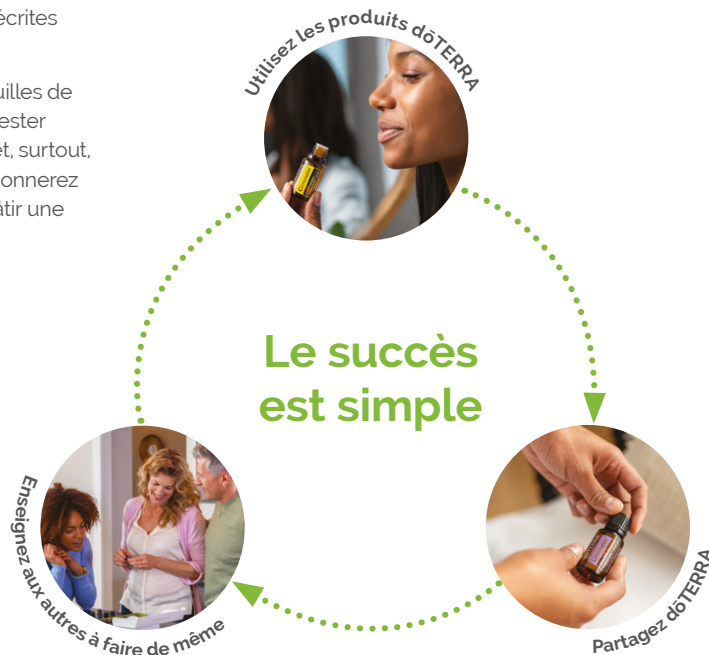 écrites
uilles de
ester
et, surtout,
onnerez
âtir une
Utilisez les produits dōTERRA
Le succès
est simple
Partagez dōTERRA
Enseignez aux autres à faire de même